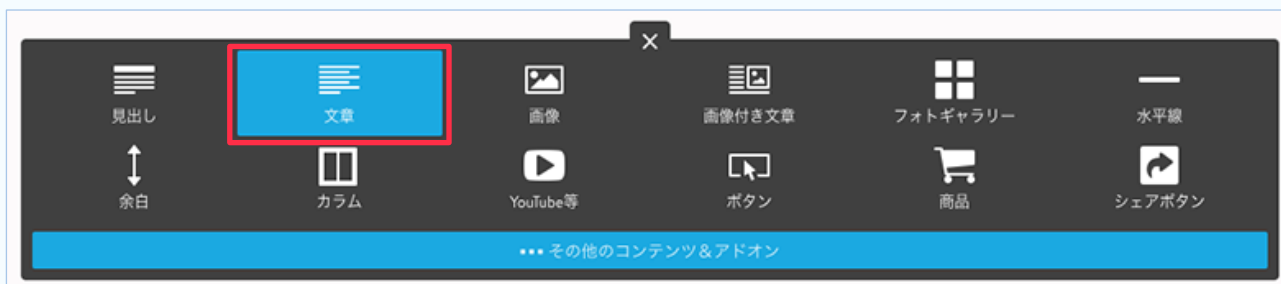 見出し 文章 画像 画像付き文章 フォトギャラリー 水平線
余白 カラム YouTube等 ボタン 商品 シェアボタン
••• その他のコンテンツ＆アドオン